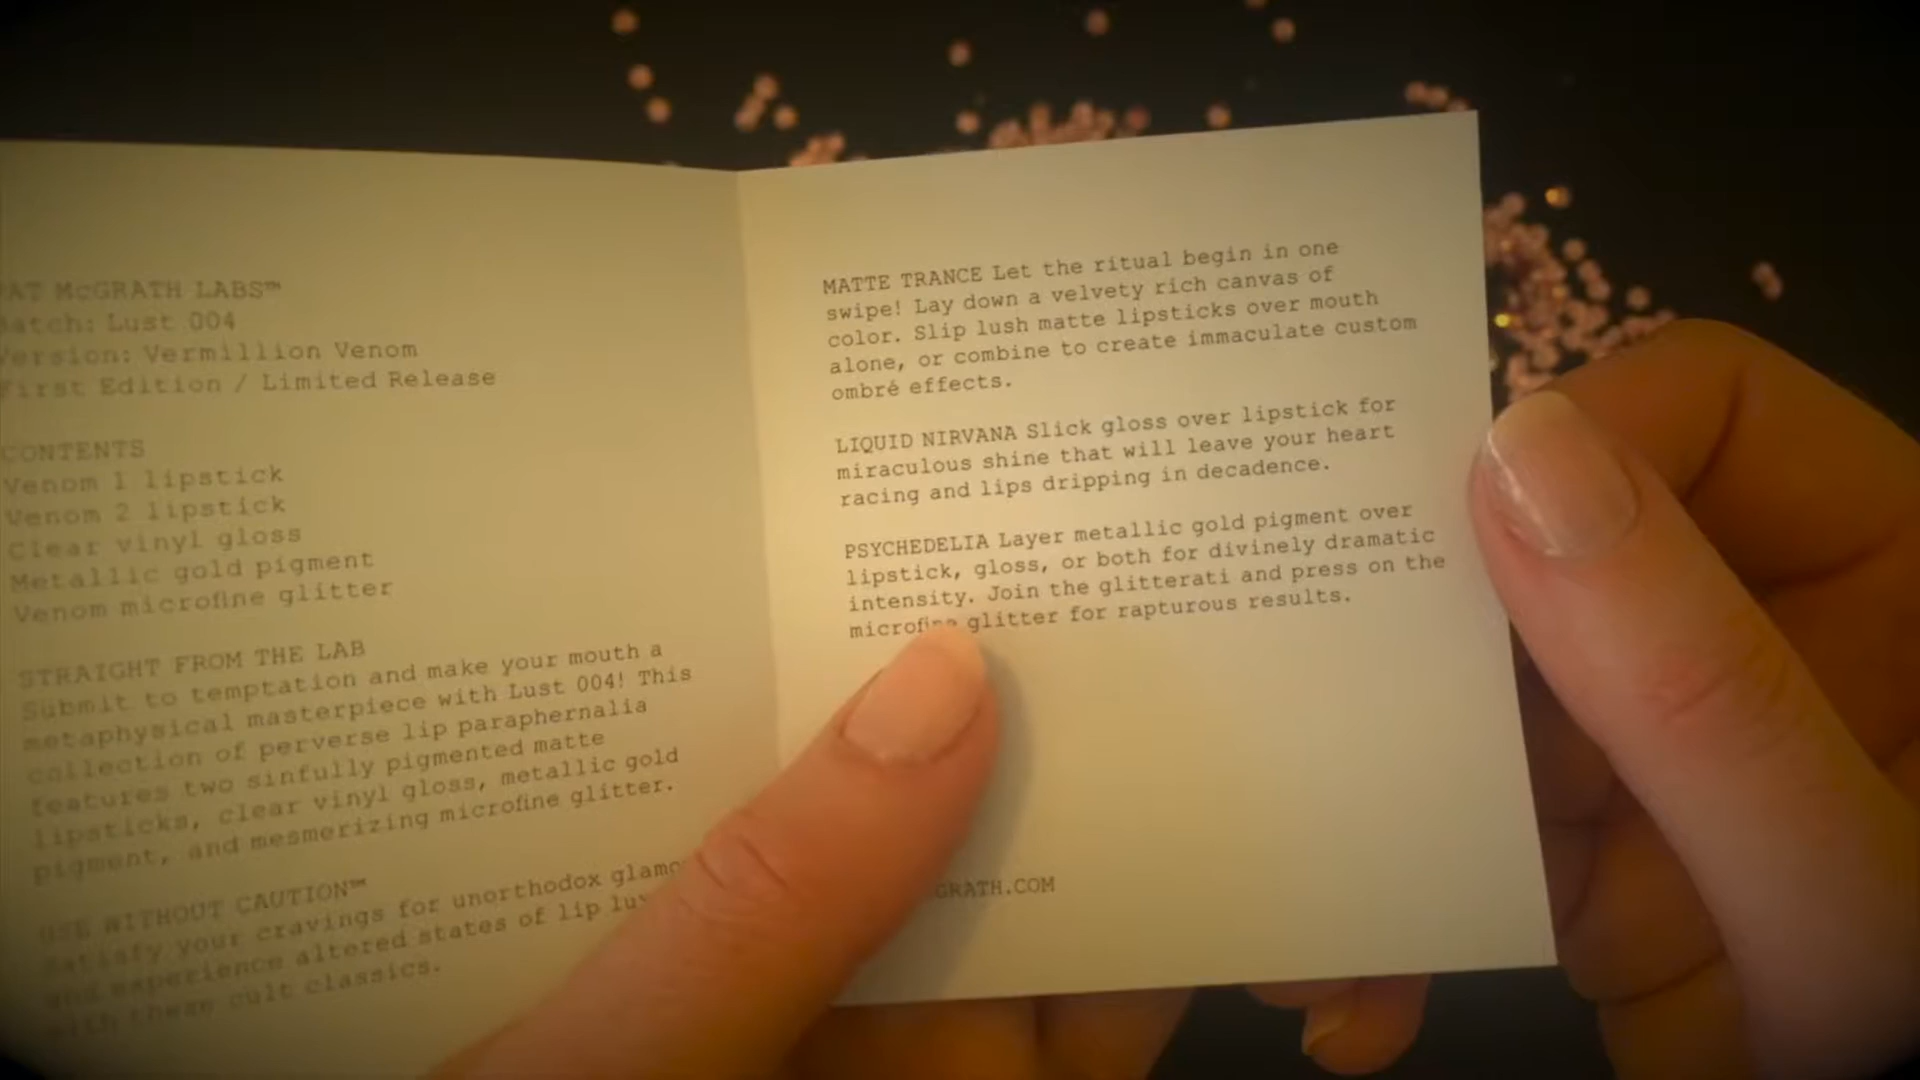 PAT McGRATH LABS™
Batch: Lust 004
Version: Vermillion Venom
First Edition / Limited Release
CONTENTS
Venom 1 lipstick
Venom 2 lipstick
Clear vinyl gloss
Metallic gold pigment
Venom microfine glitter
STRAIGHT FROM THE LAB
Submit to temptation and make your mouth a
metaphysical masterpiece with Lust 004! This
collection of perverse lip paraphernalia
features two sinfully pigmented matte
lipsticks, clear vinyl gloss, metallic gold
pigment, and mesmerizing microfine glitter.
USE WITHOUT CAUTION™
Satisfy your cravings for unorthodox
and experience altered states of lip
with these cult classics.
MATTE TRANCE Let the ritual begin in one
swipe! Lay down a velvety rich canvas of
color. Slip lush matte lipsticks over mouth
alone, or combine to create immaculate custom
ombré effects.
LIQUID NIRVANA Slick gloss over lipstick for
miraculous shine that will leave your heart
racing and lips dripping in decadence.
PSYCHEDELIA Layer metallic gold pigment over
lipstick, gloss, or both for divinely dramatic
intensity. Join the glitterati and press on the
microfine glitter for rapturous results.
GRATH.COM